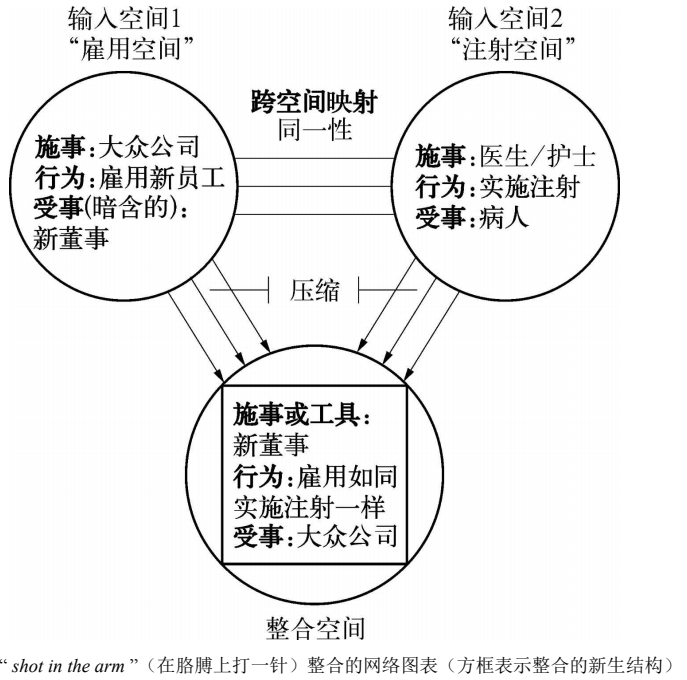 输入空间1
“雇用空间”
输入空间2
“注射空间”
跨空间映射
同一性
施事:大众公司
行为:雇用新员工
受事(暗含的):
新董事
施事:医生/护士
行为:实施注射
受事:病人
压缩
施事或工具:
新董事
行为:雇用如同
实施注射一样
受事:大众公司
整合空间
“ shot in the arm ”（在胳膊上打一针）整合的网络图表（方框表示整合的新生结构）